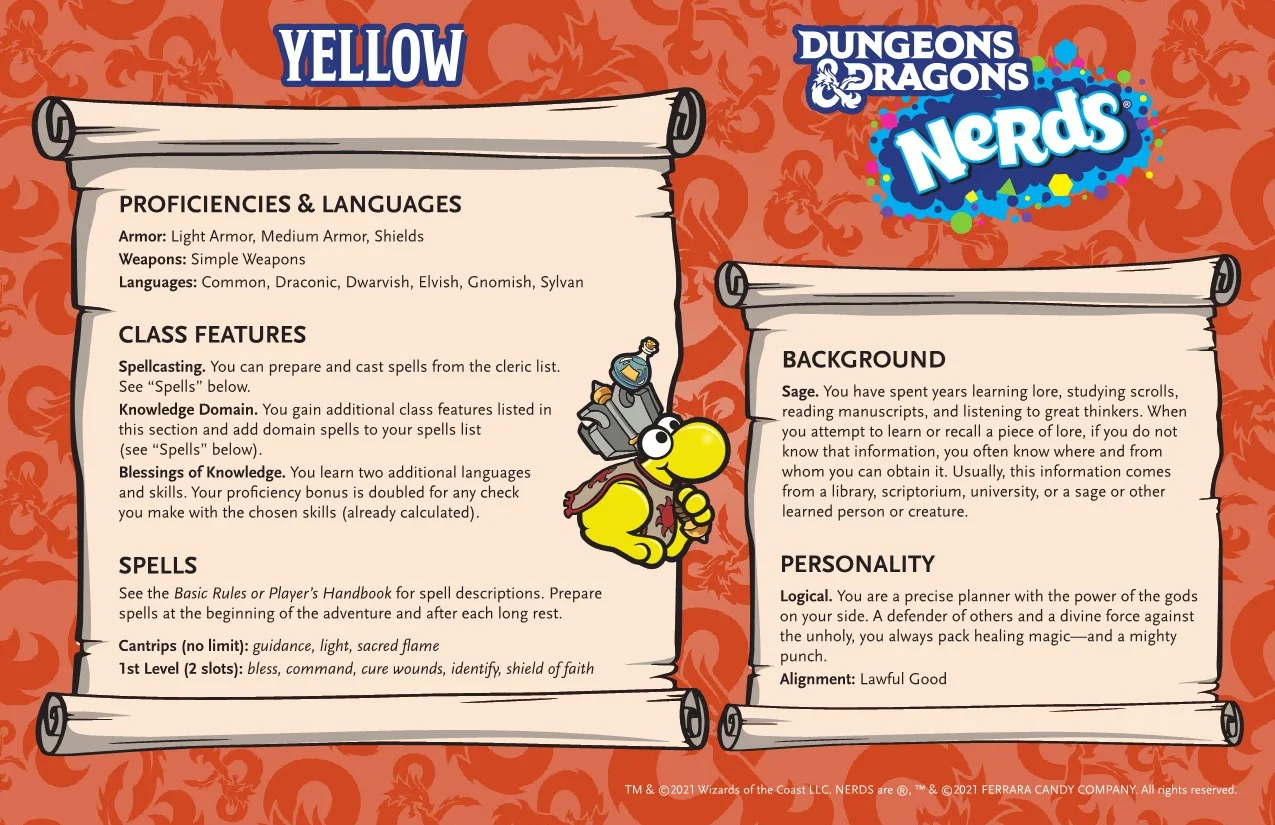 YELLOW
PROFICIENCIES & LANGUAGES
Armor: Light Armor, Medium Armor, Shields
Weapons: Simple Weapons
Languages: Common, Draconic, Dwarvish, Elvish, Gnomish, Sylvan
CLASS FEATURES
Spellcasting. You can prepare and cast spells from the cleric list.
See “Spells” below.
Knowledge Domain. You gain additional class features listed in
this section and add domain spells to your spells list
(see “Spells” below).
Blessings of Knowledge. You learn two additional languages
and skills. Your proficiency bonus is doubled for any check
you make with the chosen skills (already calculated).
SPELLS
See the Basic Rules or Player’s Handbook for spell descriptions. Prepare
spells at the beginning of the adventure and after each long rest.
Cantrips (no limit): guidance, light, sacred flame
1st Level (2 slots): bless, command, cure wounds, identify, shield of faith
DUNGEONS
& DRAGONS
NeRdS®
BACKGROUND
Sage. You have spent years learning lore, studying scrolls,
reading manuscripts, and listening to great thinkers. When
you attempt to learn or recall a piece of lore, if you do not
know that information, you often know where and from
whom you can obtain it. Usually, this information comes
from a library, scriptorium, university, or a sage or other
learned person or creature.
PERSONALITY
Logical. You are a precise planner with the power of the gods
on your side. A defender of others and a divine force against
the unholy, you always pack healing magic—and a mighty
punch.
Alignment: Lawful Good
TM & ©2021 Wizards of the Coast LLC. NERDS are ®, ™ & ©2021 FERRARA CANDY COMPANY. All rights reserved.